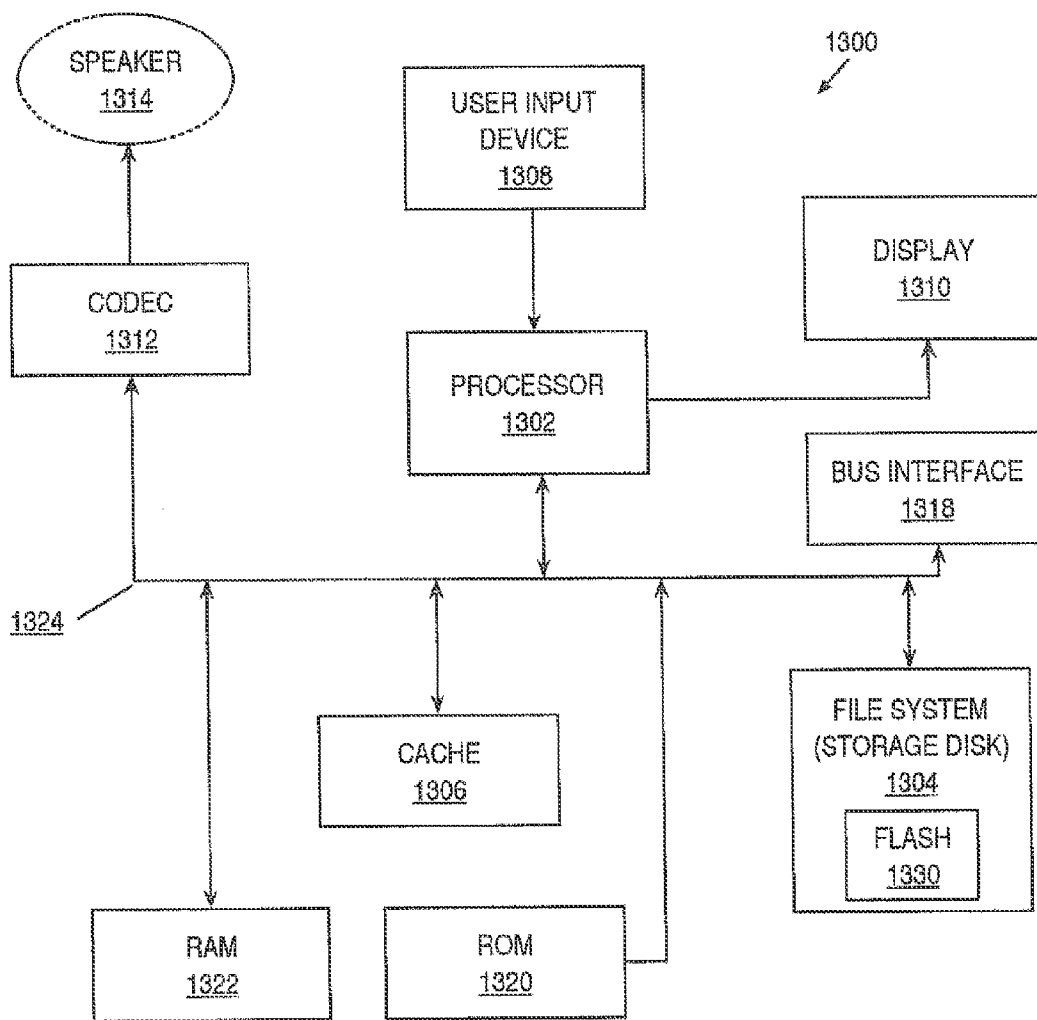 SPEAKER
1314
1300
USER INPUT
DEVICE
1308
DISPLAY
1310
CODEC
1312
PROCESSOR
1302
BUS INTERFACE
1318
1324
FILE SYSTEM
(STORAGE DISK)
1304
CACHE
1306
FLASH
1330
RAM
1322
ROM
1320